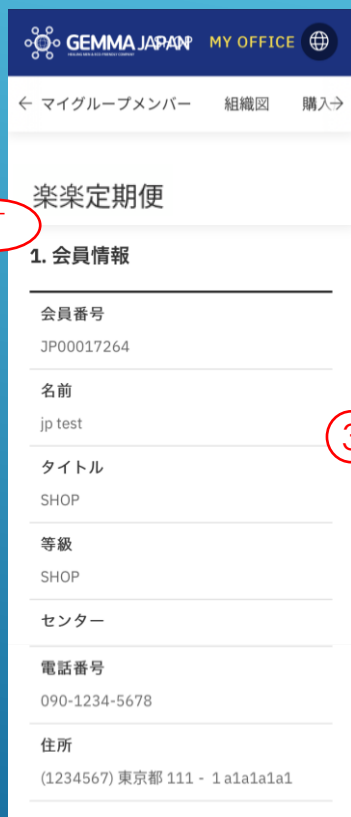 GEMMA JAPAN SHOP MY OFFICE
← マイグループメンバー 組織図 購入→
楽楽定期便
1. 会員情報
会員番号
JP00017264
名前
jp test
3
タイトル
SHOP
等級
SHOP
センター
電話番号
090-1234-5678
住所
(1234567) 東京都 111 - 1 a1a1a1a1